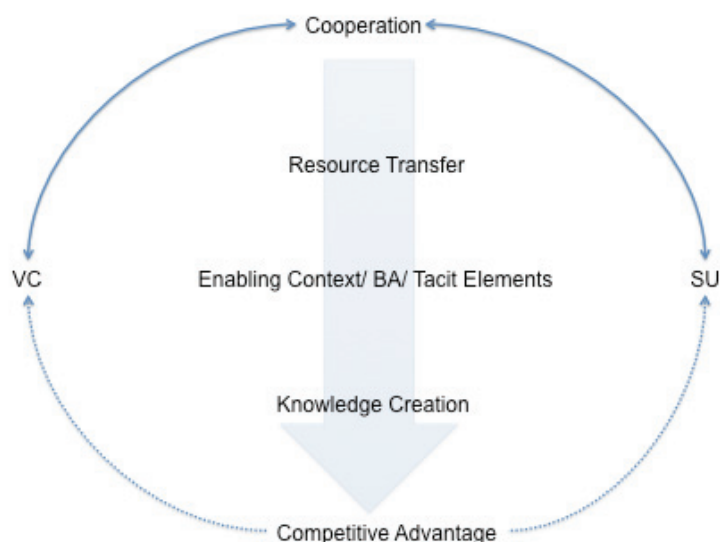 Cooperation
Resource Transfer
VC
Enabling Context/ BA/ Tacit Elements
SU
Knowledge Creation
Competitive Advantage